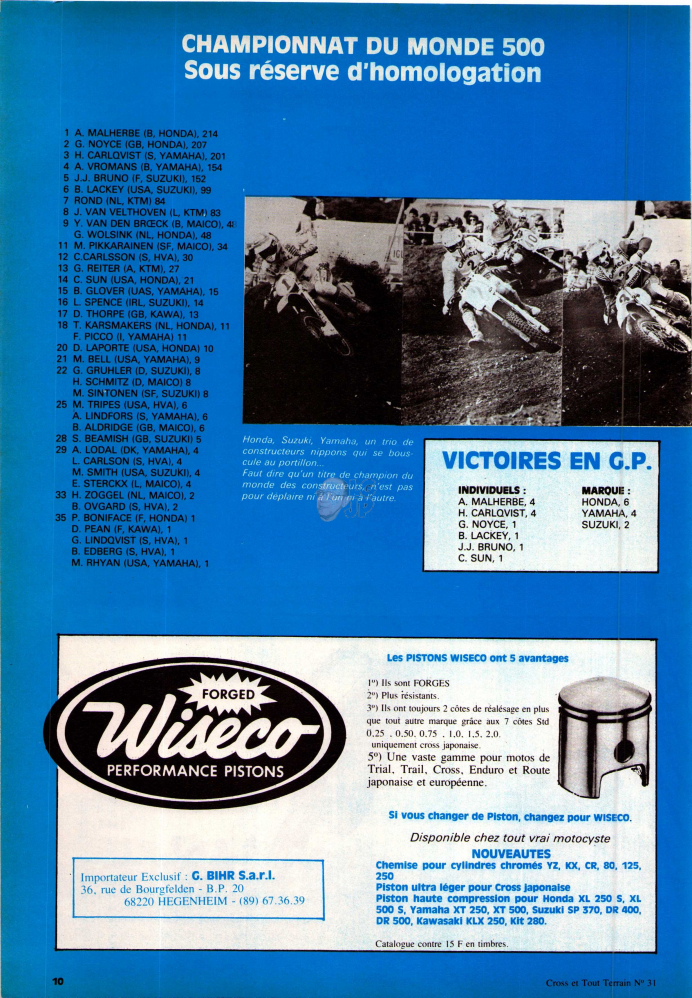 CHAMPIONNAT DU MONDE 500
Sous réserve d'homologation
1 A. MALHERBE (B, HONDA), 214
2 G. NOYCE (GB, HONDA), 207
3 H. CARLQVIST (S, YAMAHA), 201
4 A. VROMANS (B, YAMAHA), 154
5 J.J. BRUNO (F, SUZUKI), 152
6 B. LACKEY (USA, SUZUKI), 99
7 ROND (NL, KTM) 84
8 J. VAN VELTHOVEN (L, KTM) 83
9 Y. VAN DEN BRŒCK (B, MAICO), 48
G. WOLSINK (NL, HONDA), 48
11 M. PIKKARAINEN (SF, MAICO), 34
12 C.CARLSSON (S, HVA), 30
13 G. REITER (A, KTM), 27
14 C. SUN (USA, HONDA), 21
15 B. GLOVER (UAS, YAMAHA), 15
16 L. SPENCE (IRL, SUZUKI), 14
17 D. THORPE (GB, KAWA), 13
18 T. KARSMAKERS (NL, HONDA), 11
F. PICCO (I, YAMAHA) 11
20 D. LAPORTE (USA, HONDA) 10
21 M. BELL (USA, YAMAHA), 9
22 G. GRUHLER (D, SUZUKI), 8
H. SCHMITZ (D, MAICO) 8
M. SINTONEN (SF, SUZUKI) 8
25 M. TRIPES (USA, HVA), 6
A. LINDFORS (S, YAMAHA), 6
B. ALDRIDGE (GB, MAICO), 6
28 S. BEAMISH (GB, SUZUKI) 5
29 A. LODAL (DK, YAMAHA), 4
L. CARLSON (S, HVA), 4
M. SMITH (USA, SUZUKI), 4
E. STERCKX (L, MAICO), 4
33 H. ZOGGEL (NL, MAICO), 2
B. OVGARD (S, HVA), 2
35 P. BONIFACE (F, HONDA) 1
D. PEAN (F, KAWA), 1
G. LINDQVIST (S, HVA), 1
B. EDBERG (S, HVA), 1
M. RHYAN (USA, YAMAHA), 1
Honda, Suzuki, Yamaha, un trio de
constructeurs nippons qui se bous-
cule au portillon...
Faut dire qu'un titre de champion du
monde des constructeurs, n'est pas
pour déplaire ni à l'un ni à l'autre.
VICTOIRES EN G.P.
INDIVIDUELS :
A. MALHERBE, 4
H. CARLQVIST, 4
G. NOYCE, 1
B. LACKEY, 1
J.J. BRUNO, 1
C. SUN, 1
MARQUE :
HONDA, 6
YAMAHA, 4
SUZUKI, 2
FORGED
Wiseco
PERFORMANCE PISTONS
Importateur Exclusif : G. BIHR S.a.r.l.
36, rue de Bourgfelden - B.P. 20
68220 HEGENHEIM - (89) 67.36.39
Les PISTONS WISECO ont 5 avantages
1°) Ils sont FORGES
2°) Plus résistants.
3°) Ils ont toujours 2 côtes de réalésage en plus
que tout autre marque grâce aux 7 côtes Std
0,25 . 0,50. 0,75 . 1,0. 1,5. 2,0.
uniquement cross japonaise.
5°) Une vaste gamme pour motos de
Trial, Trail, Cross, Enduro et Route
japonaise et européenne.
Si vous changer de Piston, changez pour WISECO.
Disponible chez tout vrai motocyste
NOUVEAUTES
Chemise pour cylindres chromés YZ, KX, CR, 80, 125,
250
Piston ultra léger pour Cross Japonaise
Piston haute compression pour Honda XL 250 S, XL
500 S, Yamaha XT 250, XT 500, Suzuki SP 370, DR 400,
DR 500, Kawasaki KLX 250, Kit 280.
Catalogue contre 15 F en timbres.
10
Cross et Tout Terrain N° 31